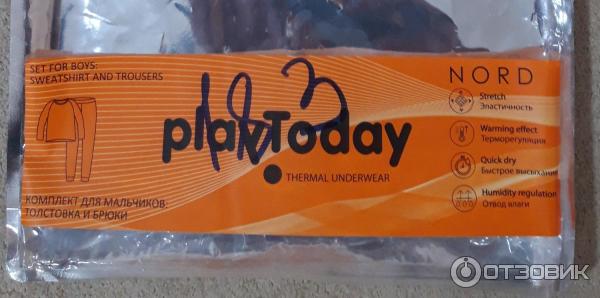 SET FOR BOYS:
SWEATSHIRT AND TROUSERS
playToday
THERMAL UNDERWEAR
КОМПЛЕКТ ДЛЯ МАЛЬЧИКОВ:
ТОЛСТОВКА И БРЮКИ
NORD
Stretch
Эластичность
Warming effect
Терморегуляция
Quick dry
Быстрое высыхание
Humidity regulation
Отвод влаги
ОТЗОВИК